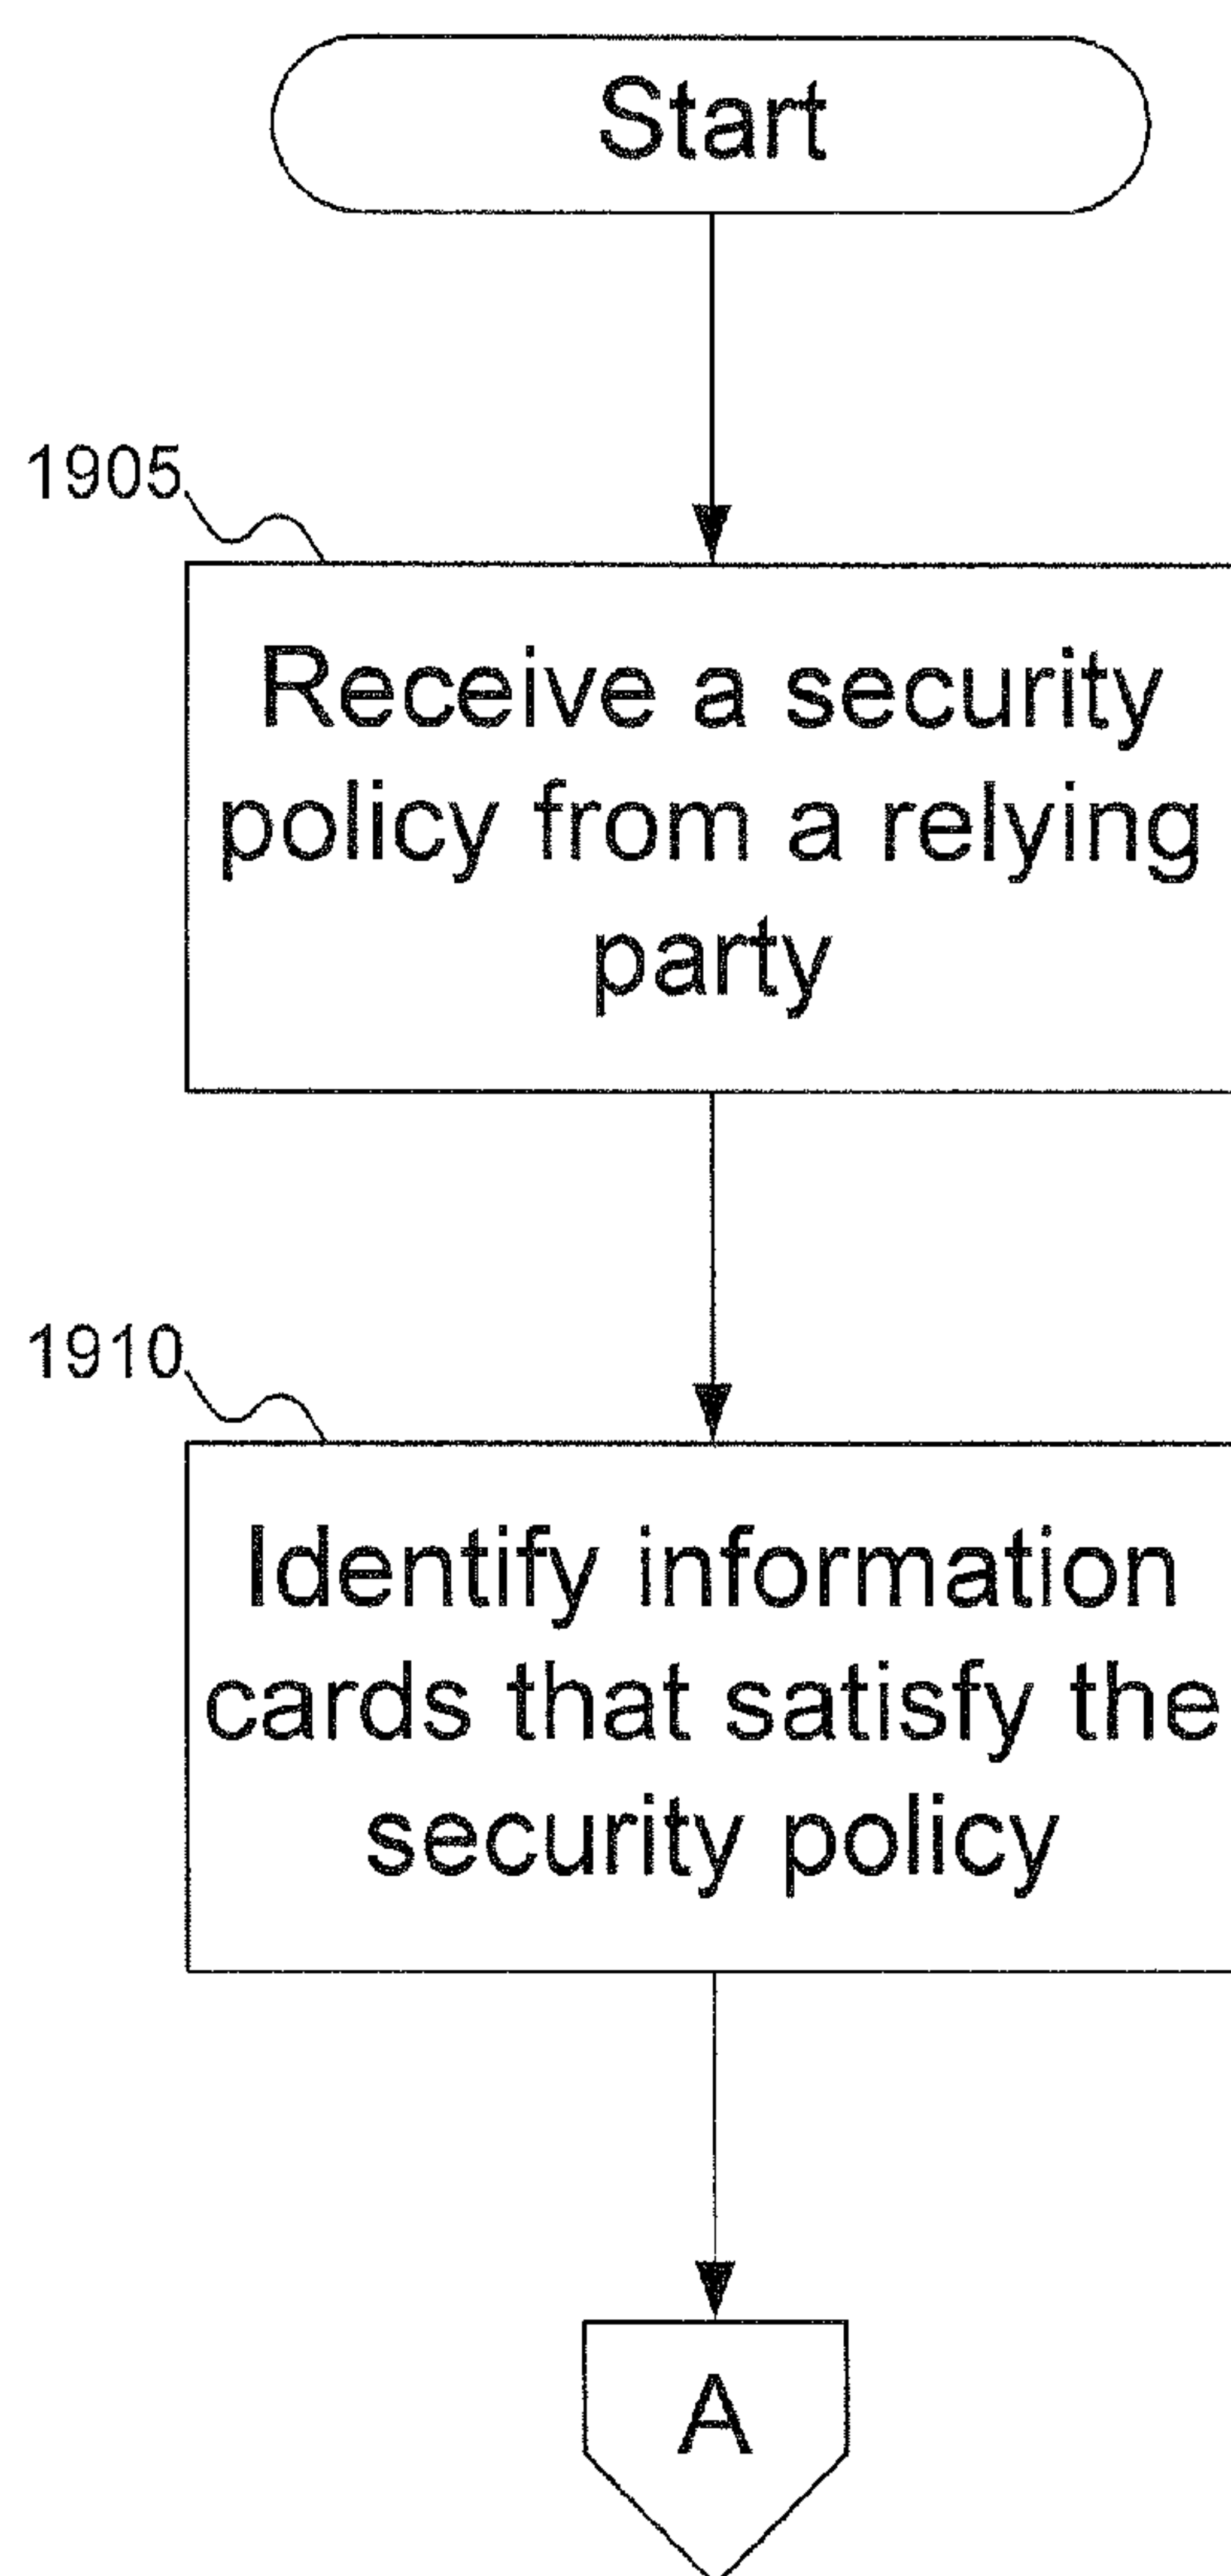 Start
1905
Receive a security
policy from a relying
party
1910
Identify information
cards that satisfy the
security policy
A